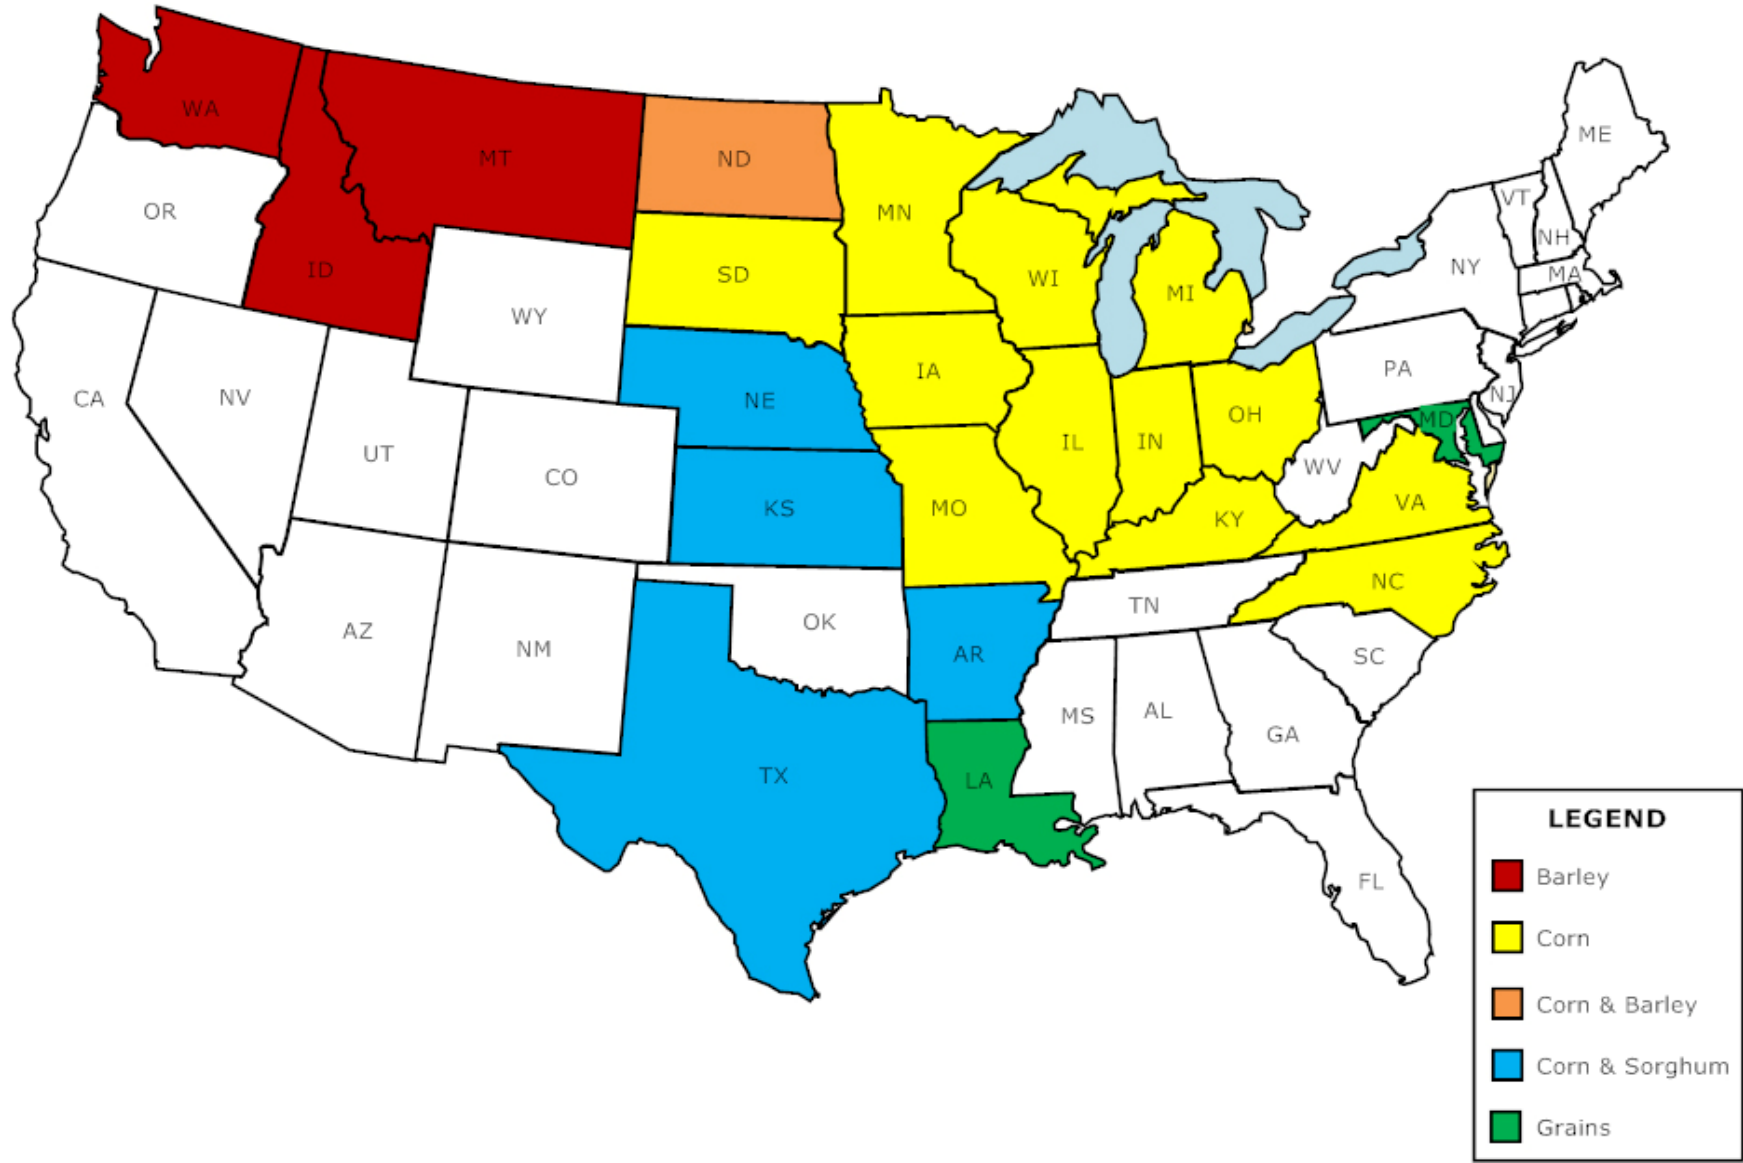 WA
MT
ND
ME
OR
ID
MN
VT
NH
SD
WI
MI
NY
MA
WY
CA
NV
IA
PA
NJ
NE
OH
MD
UT
CO
IL
IN
WV
KS
MO
KY
VA
AZ
NM
OK
AR
TN
NC
SC
TX
LA
MS
AL
GA
FL
LEGEND
Barley
Corn
Corn & Barley
Corn & Sorghum
Grains